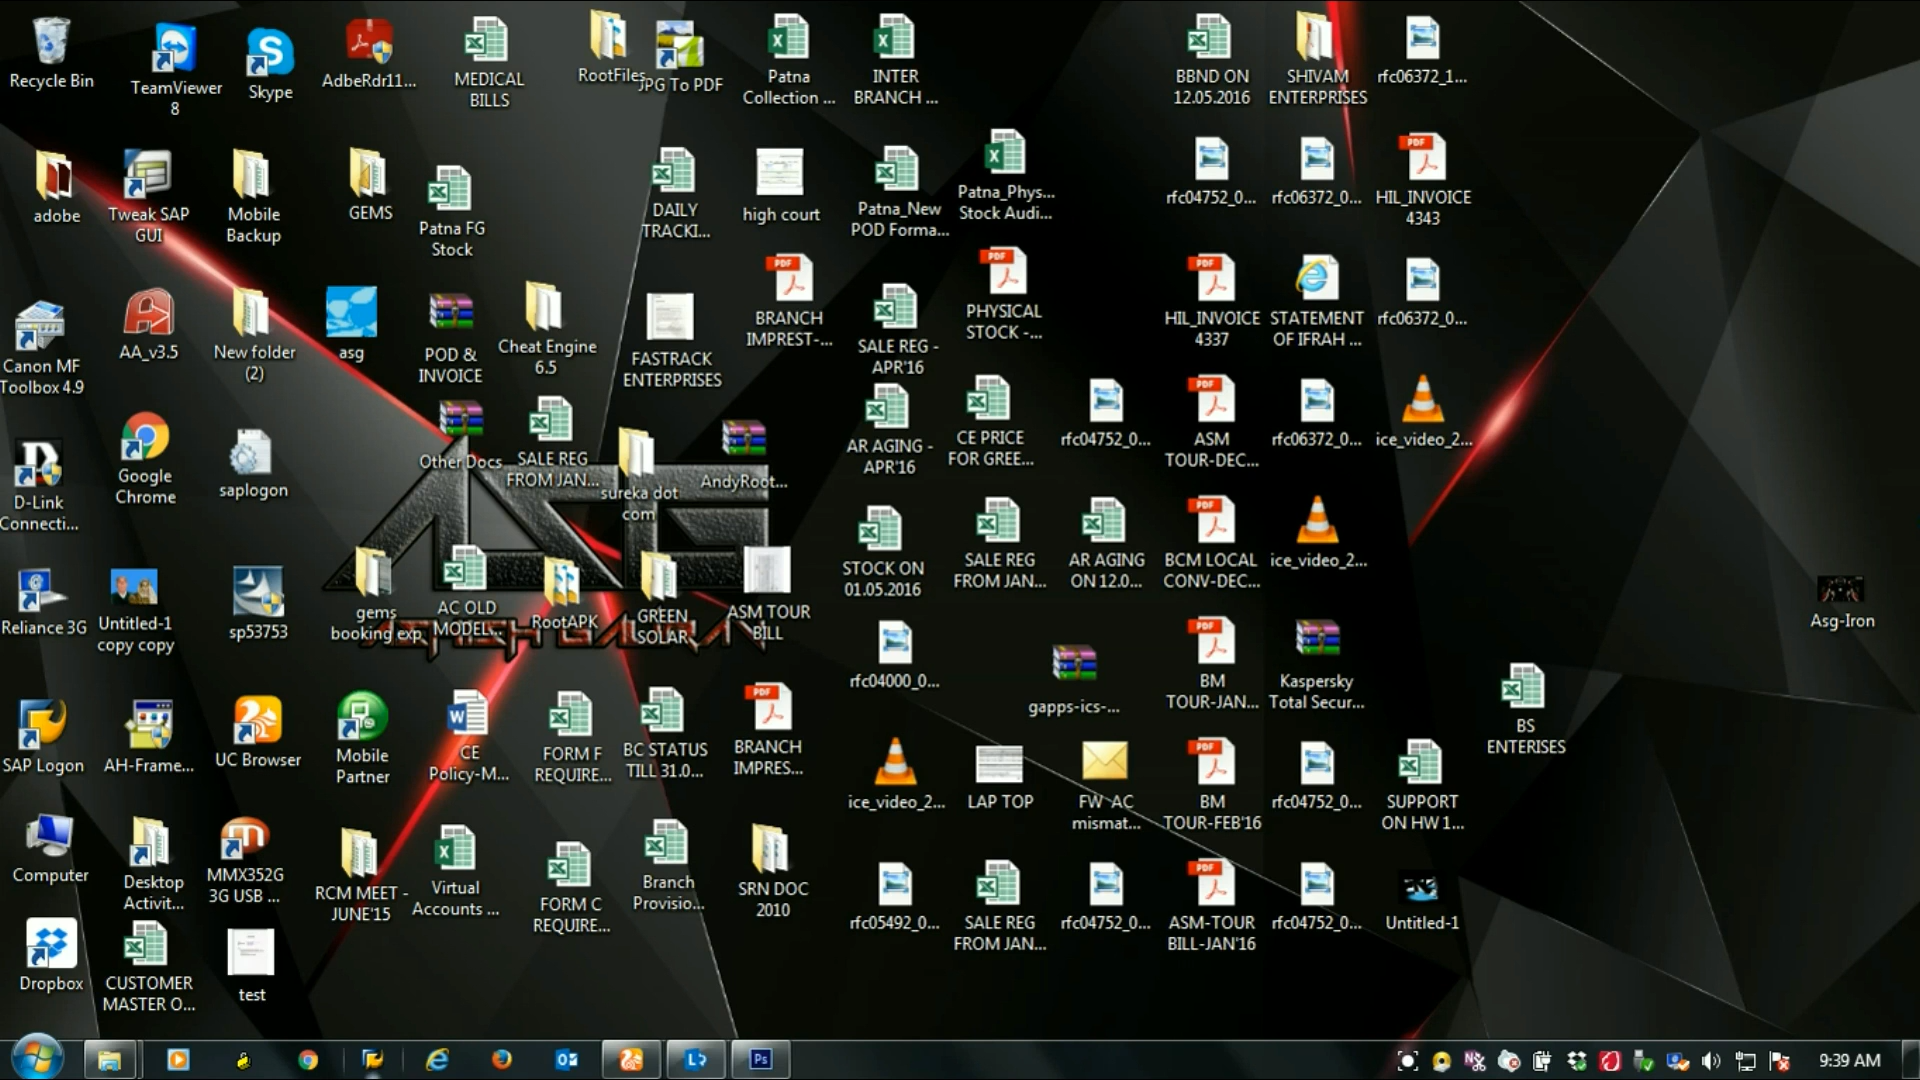 Recycle Bin
TeamViewer
8
Skype
AdbeRdr11...
MEDICAL
BILLS
RootFiles
JPG To PDF
Patna
Collection ...
INTER
BRANCH ...
BBND ON
12.05.2016
SHIVAM
ENTERPRISES
rfc06372_1...
adobe
Tweak SAP
GUI
Mobile
Backup
GEMS
Patna FG
Stock
DAILY
TRACKI...
high court
Patna_New
POD Forma...
Patna_Phys...
Stock Audi...
rfc04752_0...
rfc06372_0...
HIL_INVOICE
4343
Canon MF
Toolbox 4.9
AA_v3.5
New folder
(2)
asg
POD &
INVOICE
Cheat Engine
6.5
FASTRACK
ENTERPRISES
BRANCH
IMPREST-...
SALE REG -
APR'16
PHYSICAL
STOCK -...
HIL_INVOICE
4337
STATEMENT
OF IFRAH ...
rfc06372_0...
D-Link
Connecti...
Google
Chrome
saplogon
Other Docs
SALE REG
FROM JAN...
sureka dot
com
AndyRoot...
AR AGING -
APR'16
CE PRICE
FOR GREE...
rfc04752_0...
ASM
TOUR-DEC...
rfc06372_0...
ice_video_2...
Reliance 3G
Untitled-1
copy copy
sp53753
gems
booking exp
AC OLD
MODEL...
RootAPK
GREEN
SOLAR
ASM TOUR
BILL
STOCK ON
01.05.2016
SALE REG
FROM JAN...
AR AGING
ON 12.0...
BCM LOCAL
CONV-DEC...
ice_video_2...
Asg-Iron
SAP Logon
AH-Frame...
UC Browser
Mobile
Partner
CE
Policy-M...
FORM F
REQUIRE...
BC STATUS
TILL 31.0...
BRANCH
IMPRES...
rfc04000_0...
gapps-ics-...
BM
TOUR-JAN...
Kaspersky
Total Secur...
BS
ENTERISES
ice_video_2...
LAP TOP
FW AC
mismat...
BM
TOUR-FEB'16
rfc04752_0...
SUPPORT
ON HW 1...
Computer
Desktop
Activit...
MMX352G
3G USB ...
RCM MEET -
JUNE'15
Virtual
Accounts ...
FORM C
REQUIRE...
Branch
Provisio...
SRN DOC
2010
rfc05492_0...
SALE REG
FROM JAN...
rfc04752_0...
ASM-TOUR
BILL-JAN'16
rfc04752_0...
Untitled-1
Dropbox
CUSTOMER
MASTER O...
test
9:39 AM